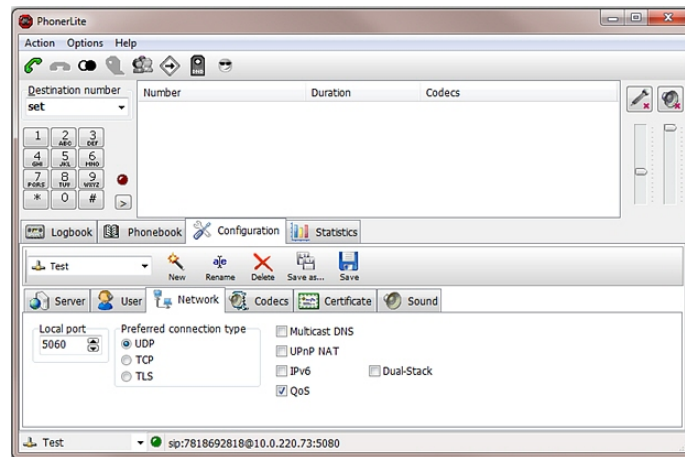 PhonerLite
Action Options Help
DND
Destination number
set
Number Duration Codecs
1 2 ABC 3 DEF
4 GHI 5 JKL 6 MNO
7 PQRS 8 TUV 9 WXYZ
* 0 # >
Logbook Phonebook Configuration Statistics
Test New Rename Delete Save as... Save
Server User Network Codecs Certificate Sound
Local port Preferred connection type Multicast DNS
5060 UDP UPnP NAT
TCP IPv6 Dual-Stack
TLS QoS
Test sip:7818692818@10.0.220.73:5080